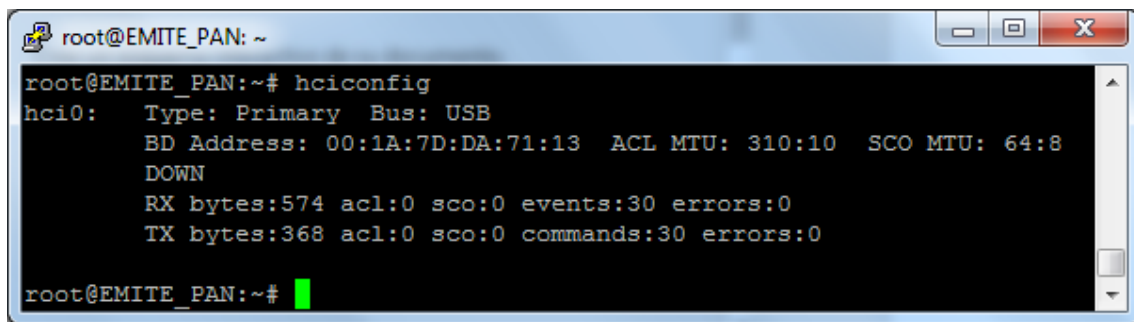 root@EMITE_PAN: ~
root@EMITE_PAN:~# hciconfig
hci0:   Type: Primary  Bus: USB
        BD Address: 00:1A:7D:DA:71:13  ACL MTU: 310:10  SCO MTU: 64:8
        DOWN
        RX bytes:574 acl:0 sco:0 events:30 errors:0
        TX bytes:368 acl:0 sco:0 commands:30 errors:0
root@EMITE_PAN:~#